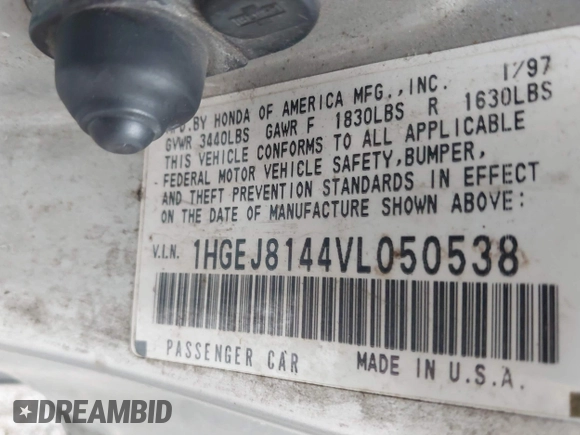 MFD. BY HONDA OF AMERICA MFG., INC. 1/97
GVWR 3440LBS GAWR F 1830LBS R 1630LBS
THIS VEHICLE CONFORMS TO ALL APPLICABLE
FEDERAL MOTOR VEHICLE SAFETY, BUMPER,
AND THEFT PREVENTION STANDARDS IN EFFECT
ON THE DATE OF MANUFACTURE SHOWN ABOVE:
V.I.N. 1HGEJ8144VL050538
PASSENGER CAR MADE IN U.S.A.
DREAMBID